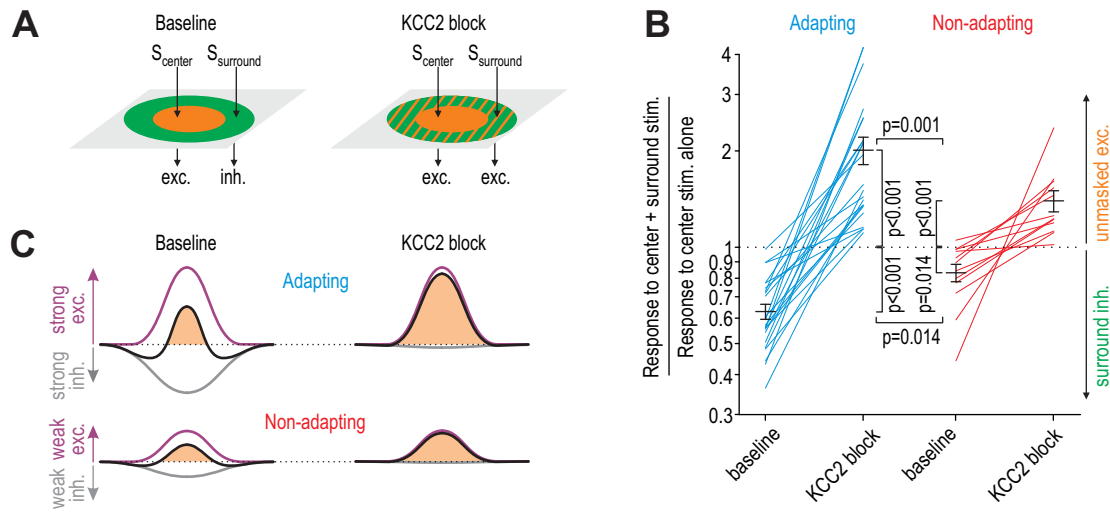 A
Baseline
KCC2 block
S_center
S_surround
S_center
S_surround
exc.
inh.
exc.
exc.
B
Adapting
Non-adapting
Response to center + surround stim.
Response to center stim. alone
4
3
2
1
0.9
0.8
0.7
0.6
0.5
0.4
0.3
p=0.001
p<0.001
p<0.001
p<0.001
p=0.014
p=0.014
unmasked exc.
surround inh.
baseline
KCC2 block
baseline
KCC2 block
C
Baseline
KCC2 block
Adapting
strong
exc.
strong
inh.
Non-adapting
weak
exc.
weak
inh.